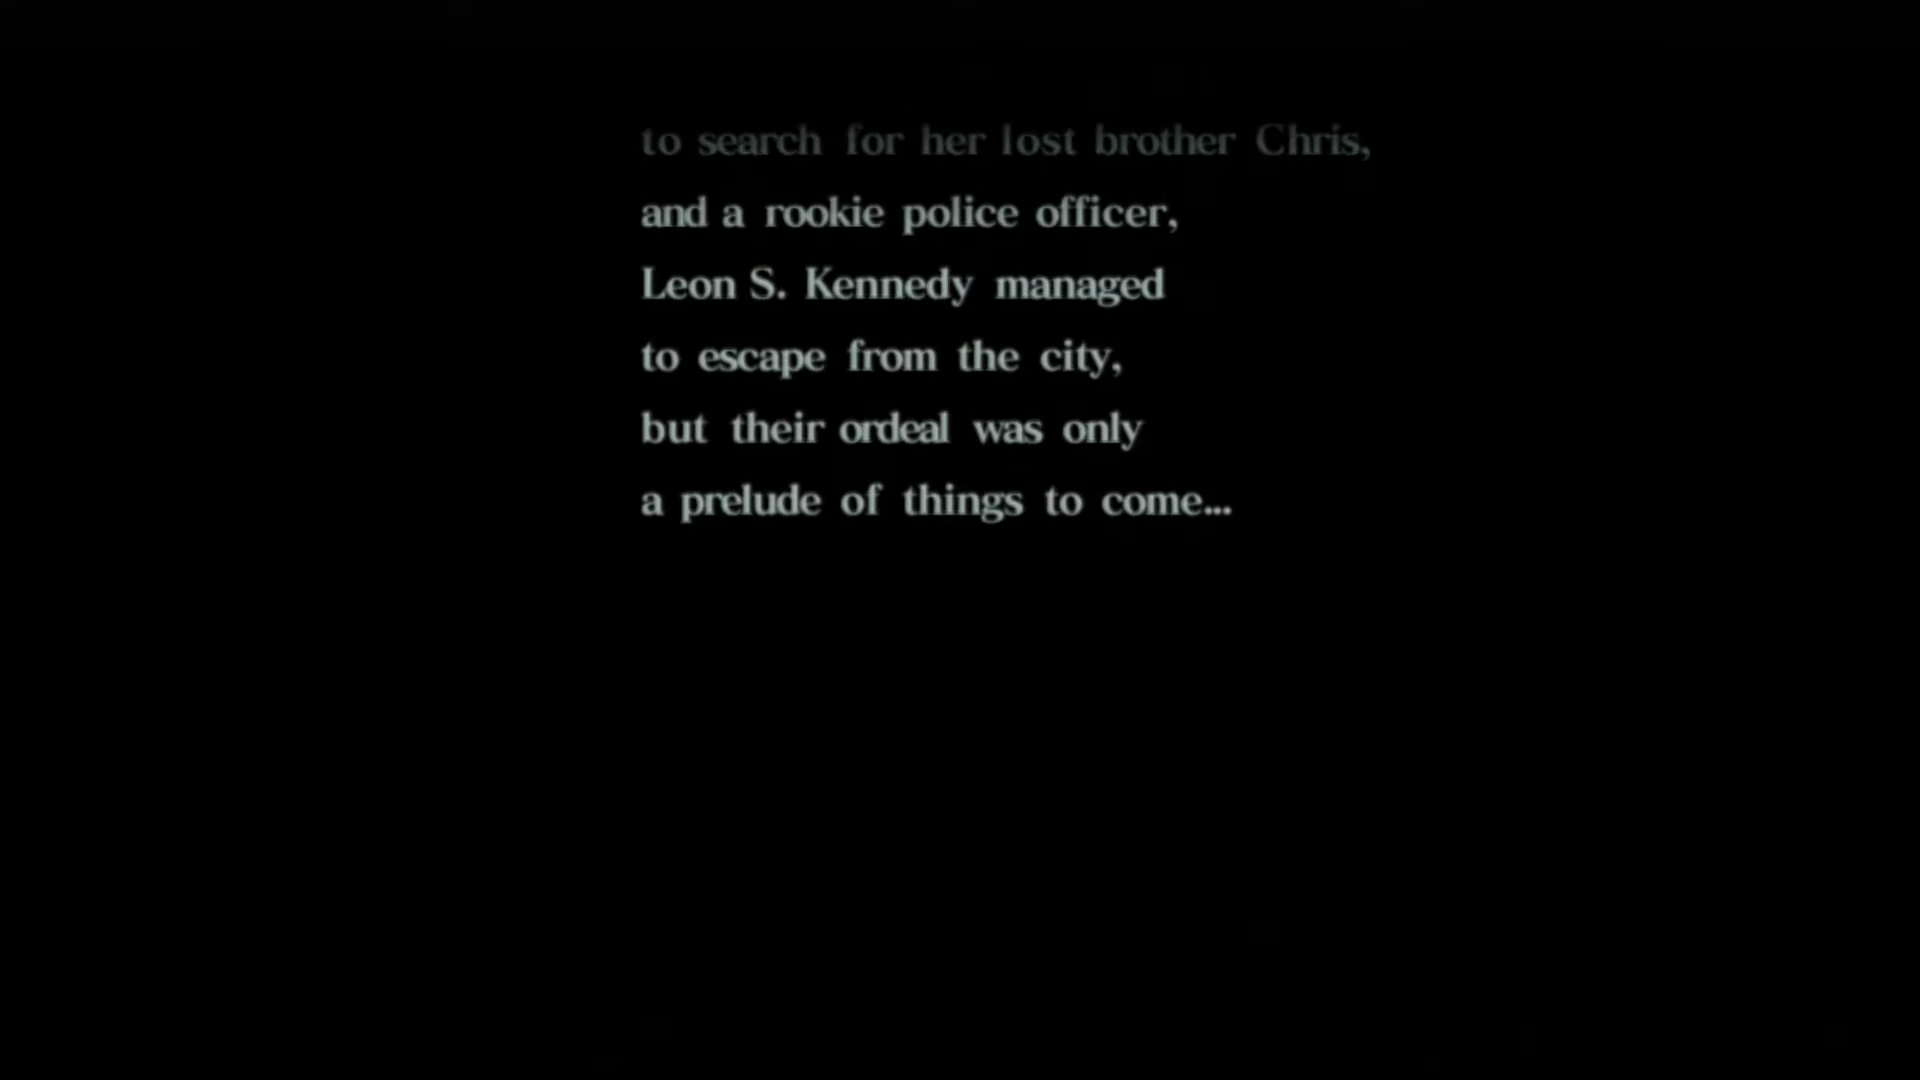 to search for her lost brother Chris,
and a rookie police officer,
Leon S. Kennedy managed
to escape from the city,
but their ordeal was only
a prelude of things to come...